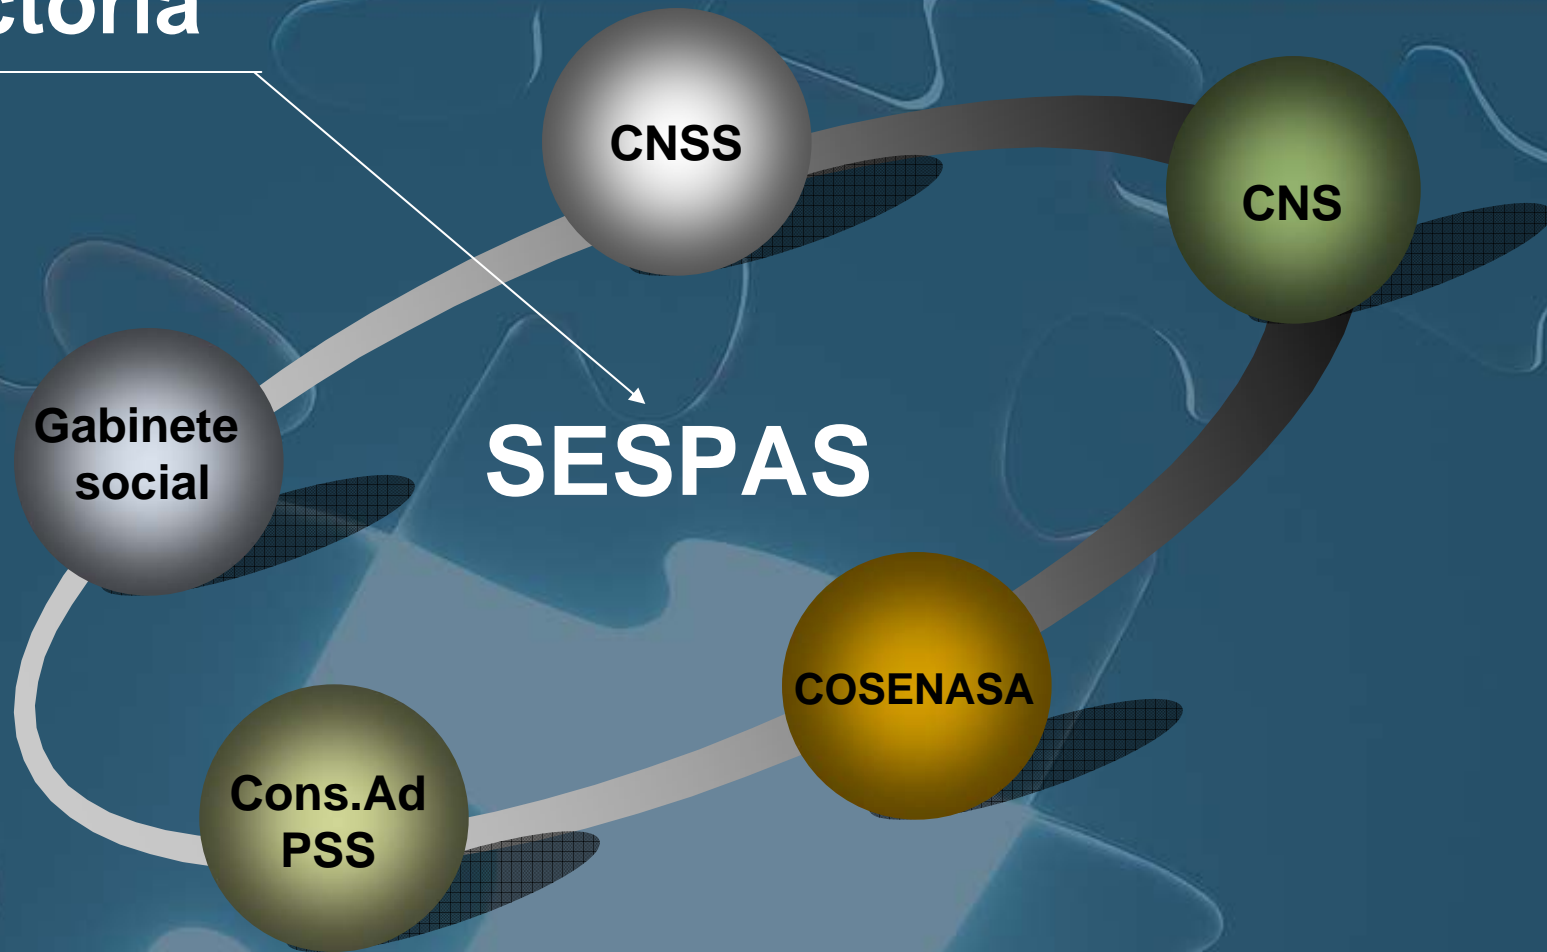 ctoria
CNSS
CNS
Gabinete
social
SESPAS
COSENASA
Cons.Ad
PSS